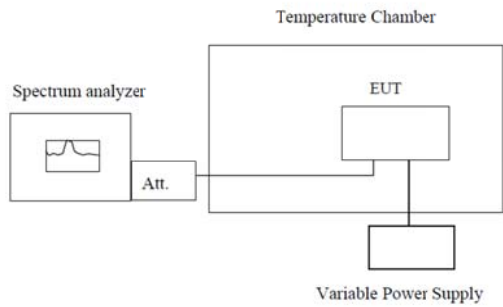 Temperature Chamber
Spectrum analyzer
EUT
Att.
Variable Power Supply